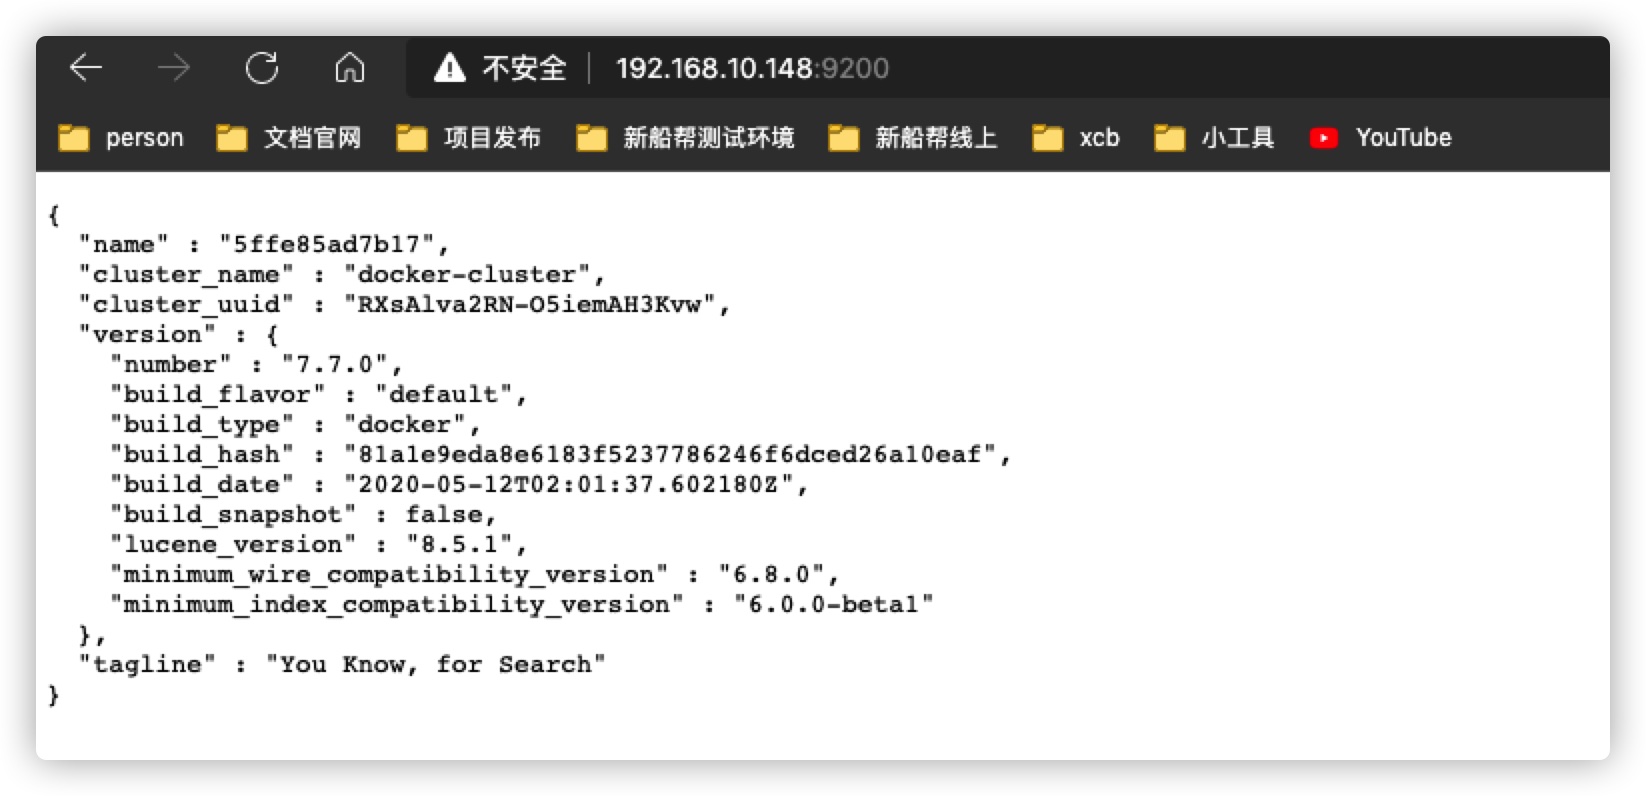 不安全 192.168.10.148:9200
person 文档官网 项目发布 新船帮测试环境 新船帮线上 xcb 小工具 YouTube
{
  "name" : "5ffe85ad7b17",
  "cluster_name" : "docker-cluster",
  "cluster_uuid" : "RXsAlva2RN-O5iemAH3Kvw",
  "version" : {
    "number" : "7.7.0",
    "build_flavor" : "default",
    "build_type" : "docker",
    "build_hash" : "81a1e9eda8e6183f5237786246f6dced26a10eaf",
    "build_date" : "2020-05-12T02:01:37.602180Z",
    "build_snapshot" : false,
    "lucene_version" : "8.5.1",
    "minimum_wire_compatibility_version" : "6.8.0",
    "minimum_index_compatibility_version" : "6.0.0-beta1"
  },
  "tagline" : "You Know, for Search"
}